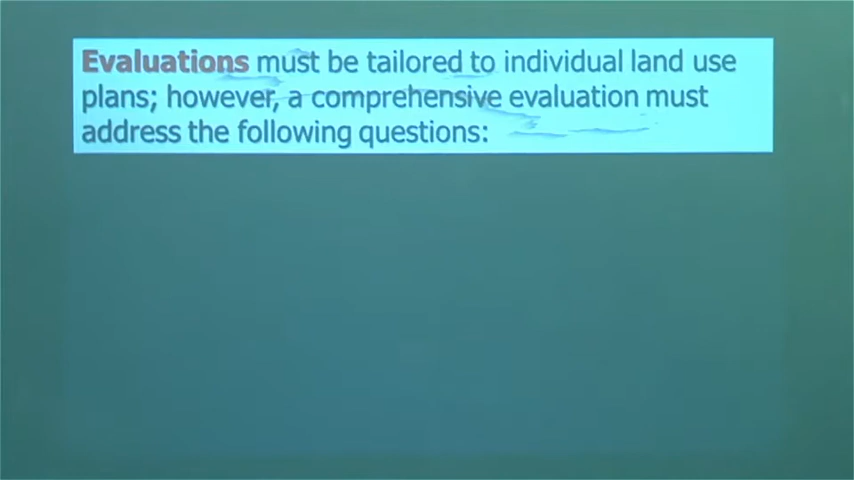 Evaluations must be tailored to individual land use
plans; however, a comprehensive evaluation must
address the following questions: